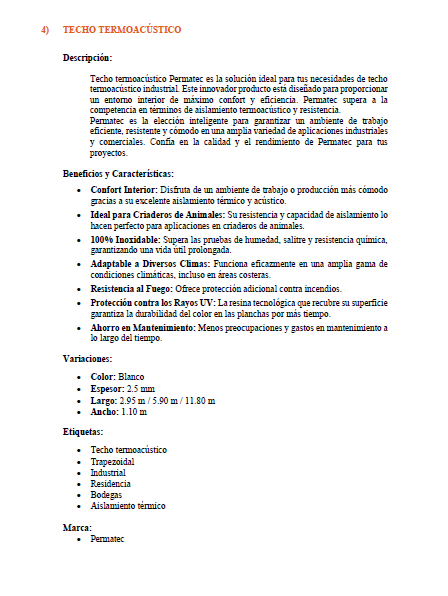 4) TECHO TERMOACÚSTICO
Descripción:
Techo termoacústico Permatec es la solución ideal para tus necesidades de techo
termoacústico industrial. Este innovador producto está diseñado para proporcionar
un entorno interior de máximo confort y eficiencia. Permatec supera a la
competencia en términos de aislamiento termoacústico y resistencia.
Permatec es la elección inteligente para garantizar un ambiente de trabajo
eficiente, resistente y cómodo en una amplia variedad de aplicaciones industriales
y comerciales. Confía en la calidad y el rendimiento de Permatec para tus
proyectos.
Beneficios y Características:
• Confort Interior: Disfruta de un ambiente de trabajo o producción más cómodo
gracias a su excelente aislamiento térmico y acústico.
• Ideal para Criaderos de Animales: Su resistencia y capacidad de aislamiento lo
hacen perfecto para aplicaciones en criaderos de animales.
• 100% Inoxidable: Supera las pruebas de humedad, salitre y resistencia química,
garantizando una vida útil prolongada.
• Adaptable a Diversos Climas: Funciona eficazmente en una amplia gama de
condiciones climáticas, incluso en áreas costeras.
• Resistencia al Fuego: Ofrece protección adicional contra incendios.
• Protección contra los Rayos UV: La resina tecnológica que recubre su superficie
garantiza la durabilidad del color en las planchas por más tiempo.
• Ahorro en Mantenimiento: Menos preocupaciones y gastos en mantenimiento a
lo largo del tiempo.
Variaciones:
• Color: Blanco
• Espesor: 2.5 mm
• Largo: 2.95 m / 5.90 m / 11.80 m
• Ancho: 1.10 m
Etiquetas:
• Techo termoacústico
• Trapezoidal
• Industrial
• Residencia
• Bodegas
• Aislamiento térmico
Marca:
• Permatec